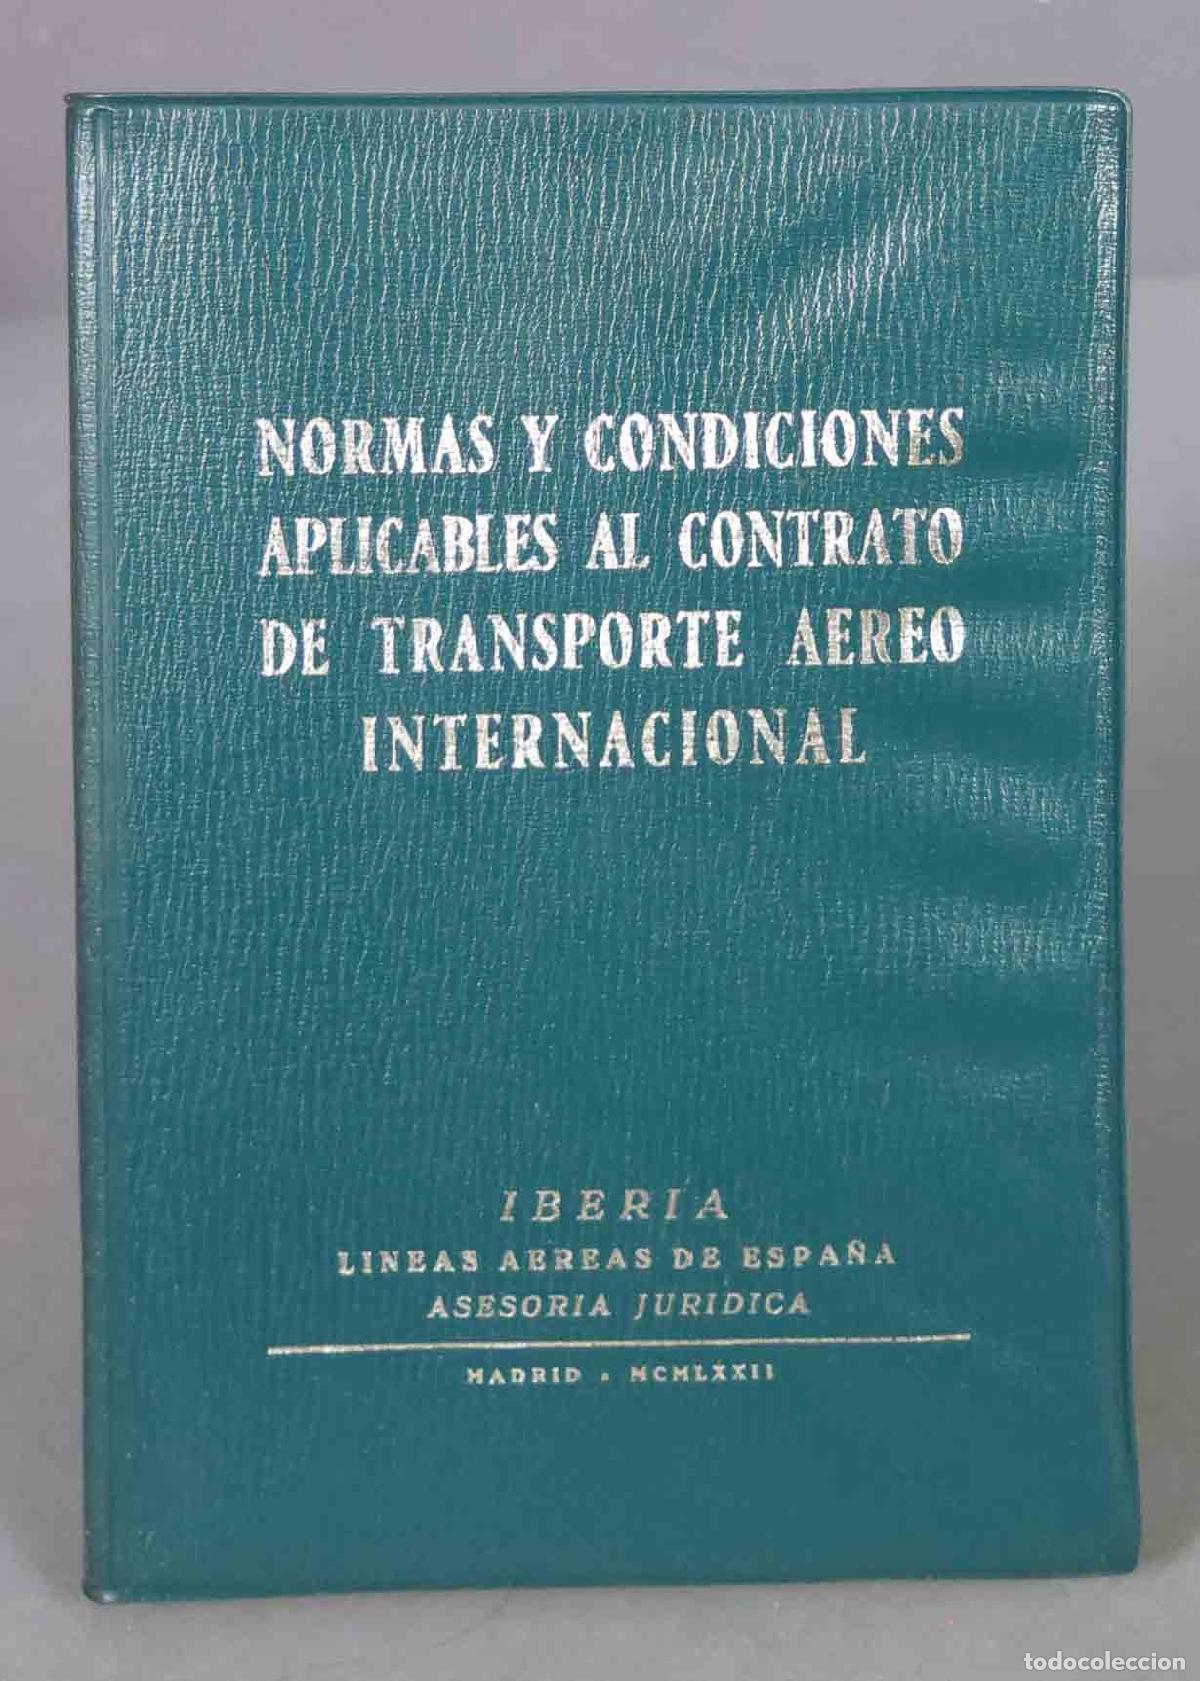 NORMAS Y CONDICIONES
APLICABLES AL CONTRATO
DE TRANSPORTE AEREO
INTERNACIONAL
IBERIA
LINEAS AEREAS DE ESPAÑA
ASESORIA JURIDICA
MADRID - MCMLXXII
todocoleccion